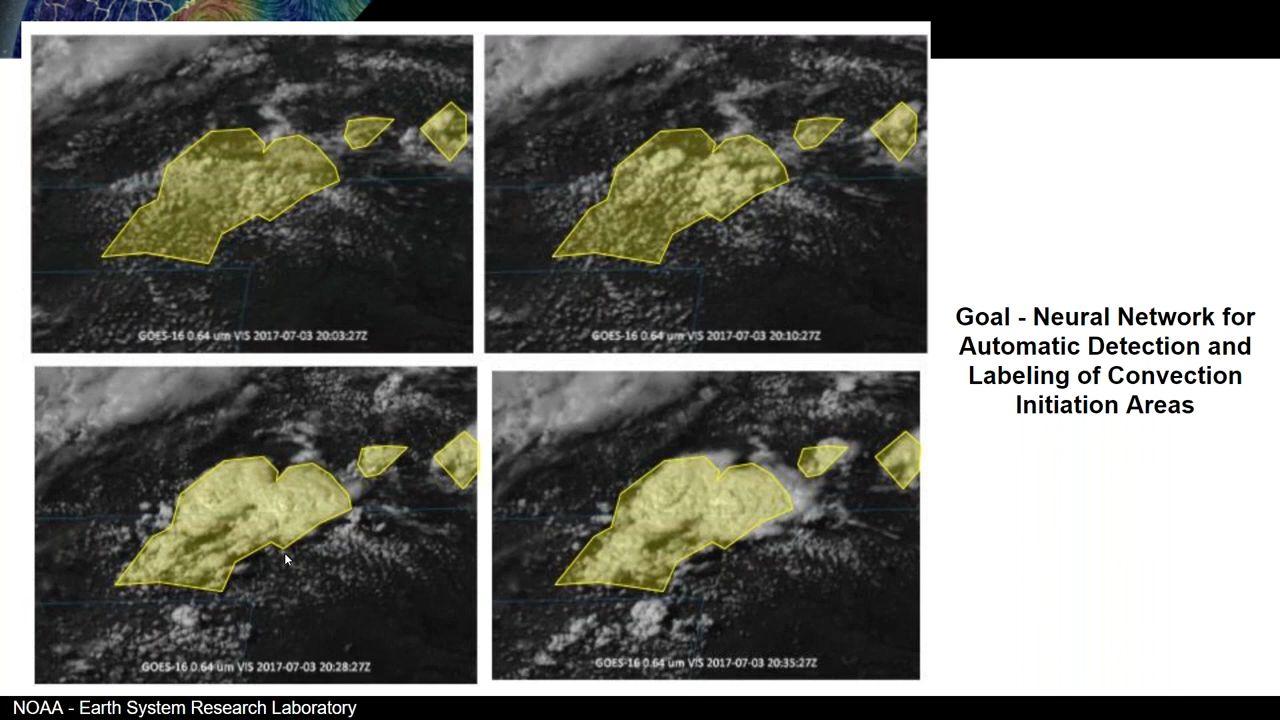 GOES-16 0.64 um VIS 2017-07-03 20:03:27Z
GOES-16 0.64 um VIS 2017-07-03 20:10:27Z
GOES-16 0.64 um VIS 2017-07-03 20:28:27Z
GOES-16 0.64 um VIS 2017-07-03 20:35:27Z
Goal - Neural Network for
Automatic Detection and
Labeling of Convection
Initiation Areas
NOAA - Earth System Research Laboratory